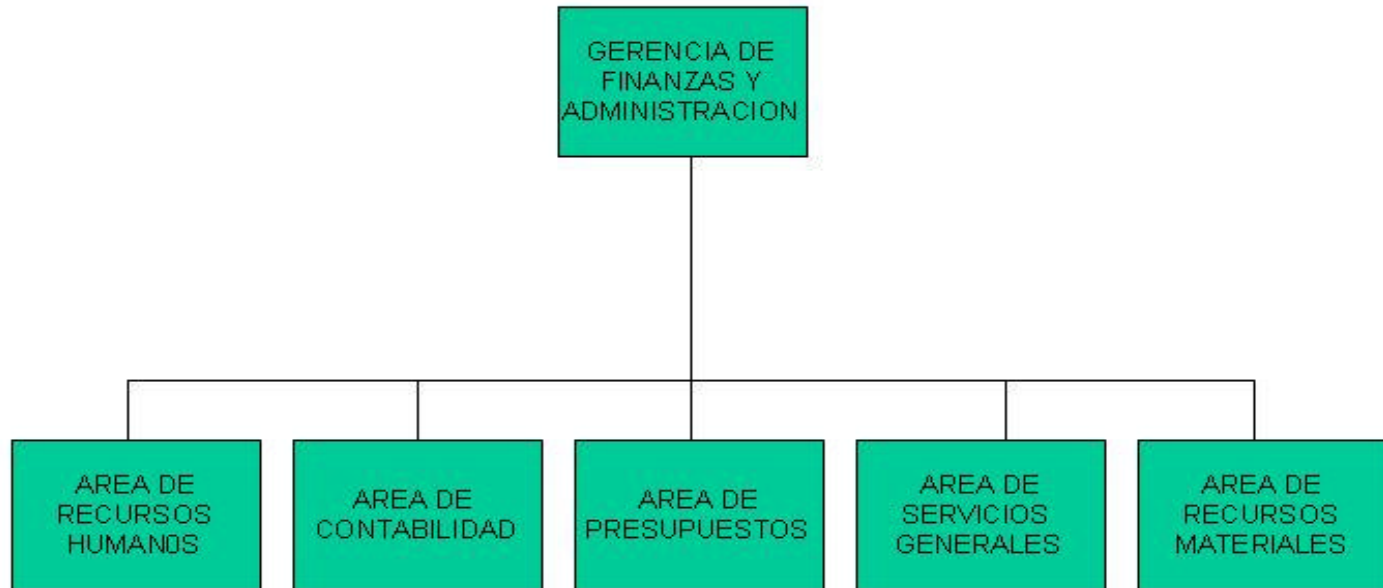 GERENCIA DE
FINANZAS Y
ADMINISTRACION
AREA DE
RECURSOS
HUMANOS
AREA DE
CONTABILIDAD
AREA DE
PRESUPUESTOS
AREA DE
SERVICIOS
GENERALES
AREA DE
RECURSOS
MATERIALES